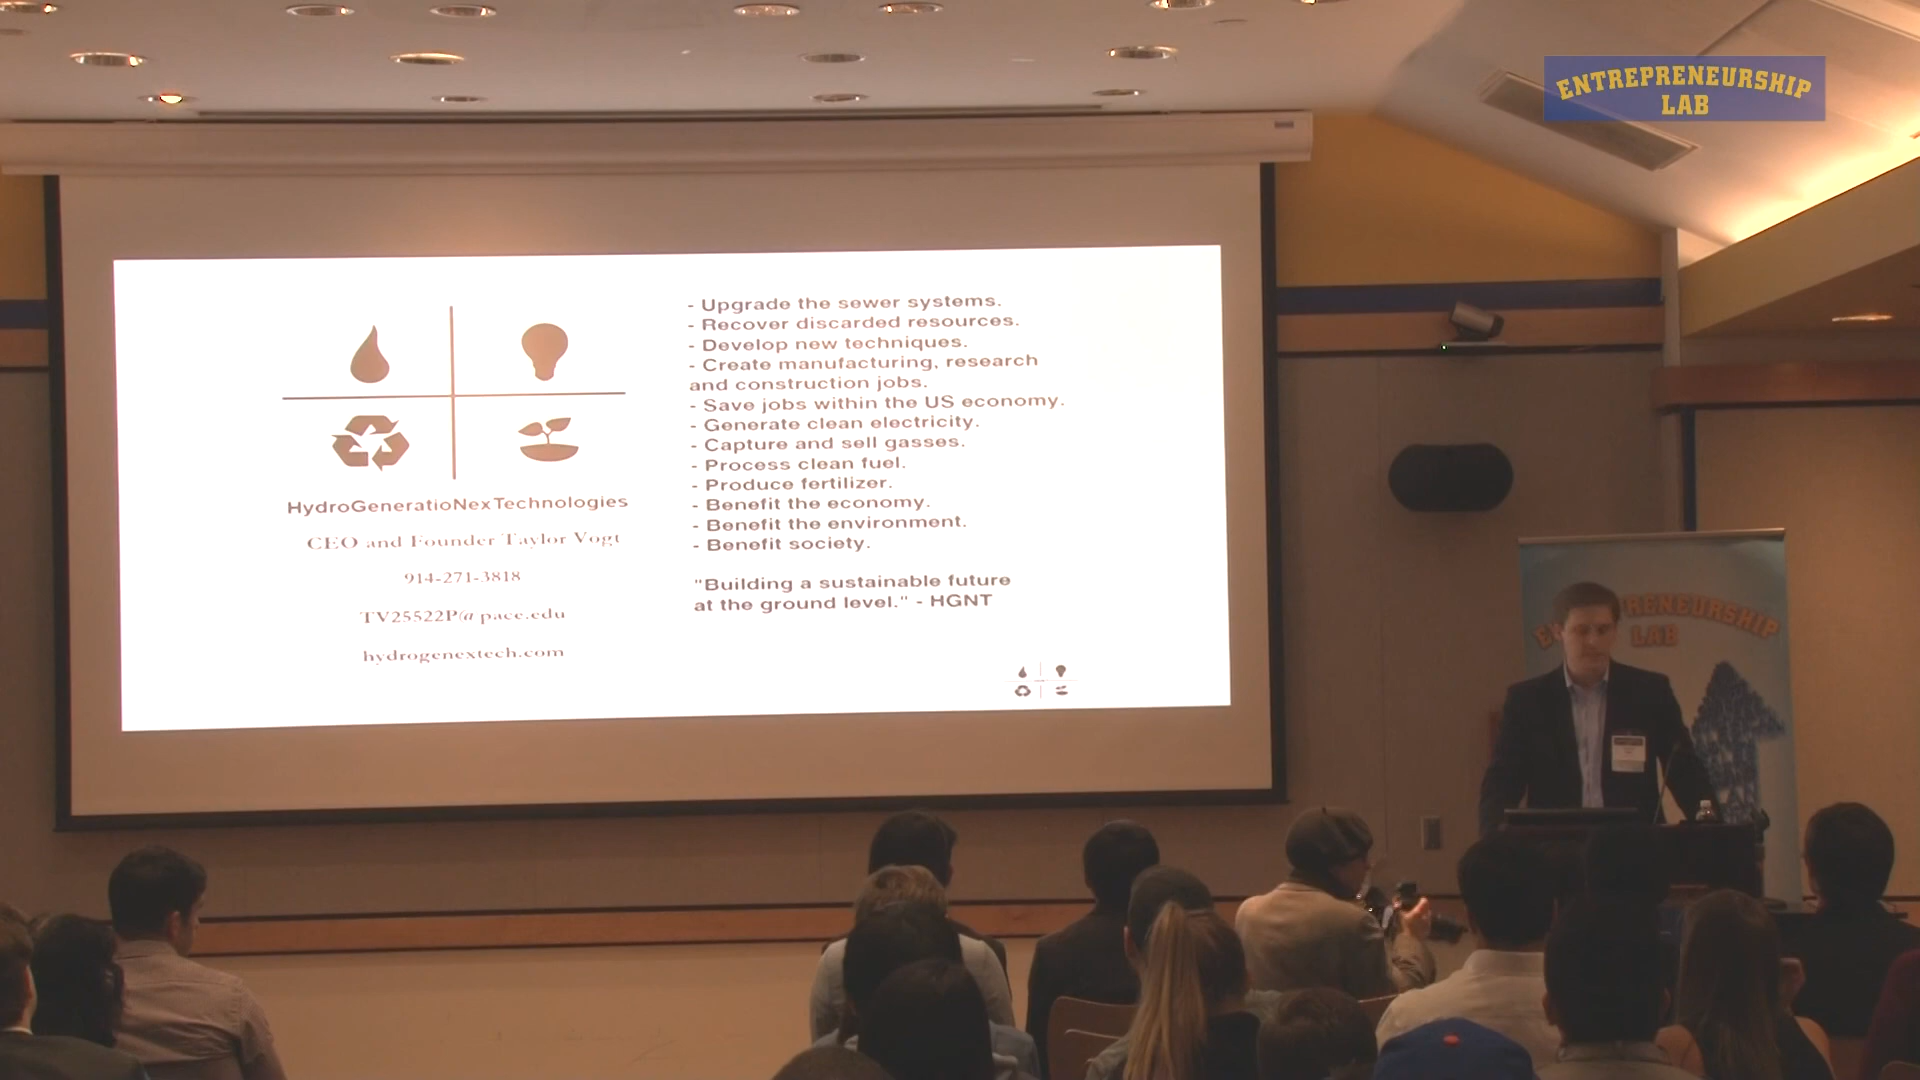 ENTREPRENEURSHIP
LAB
HydroGeneratioNexTechnologies
CEO and Founder Taylor Vogt
914-271-3818
TV25522P@pace.edu
hydrogenextech.com
- Upgrade the sewer systems.
- Recover discarded resources.
- Develop new techniques.
- Create manufacturing, research
and construction jobs.
- Save jobs within the US economy.
- Generate clean electricity.
- Capture and sell gasses.
- Process clean fuel.
- Produce fertilizer.
- Benefit the economy.
- Benefit the environment.
- Benefit society.
"Building a sustainable future
at the ground level." - HGNT
LAB